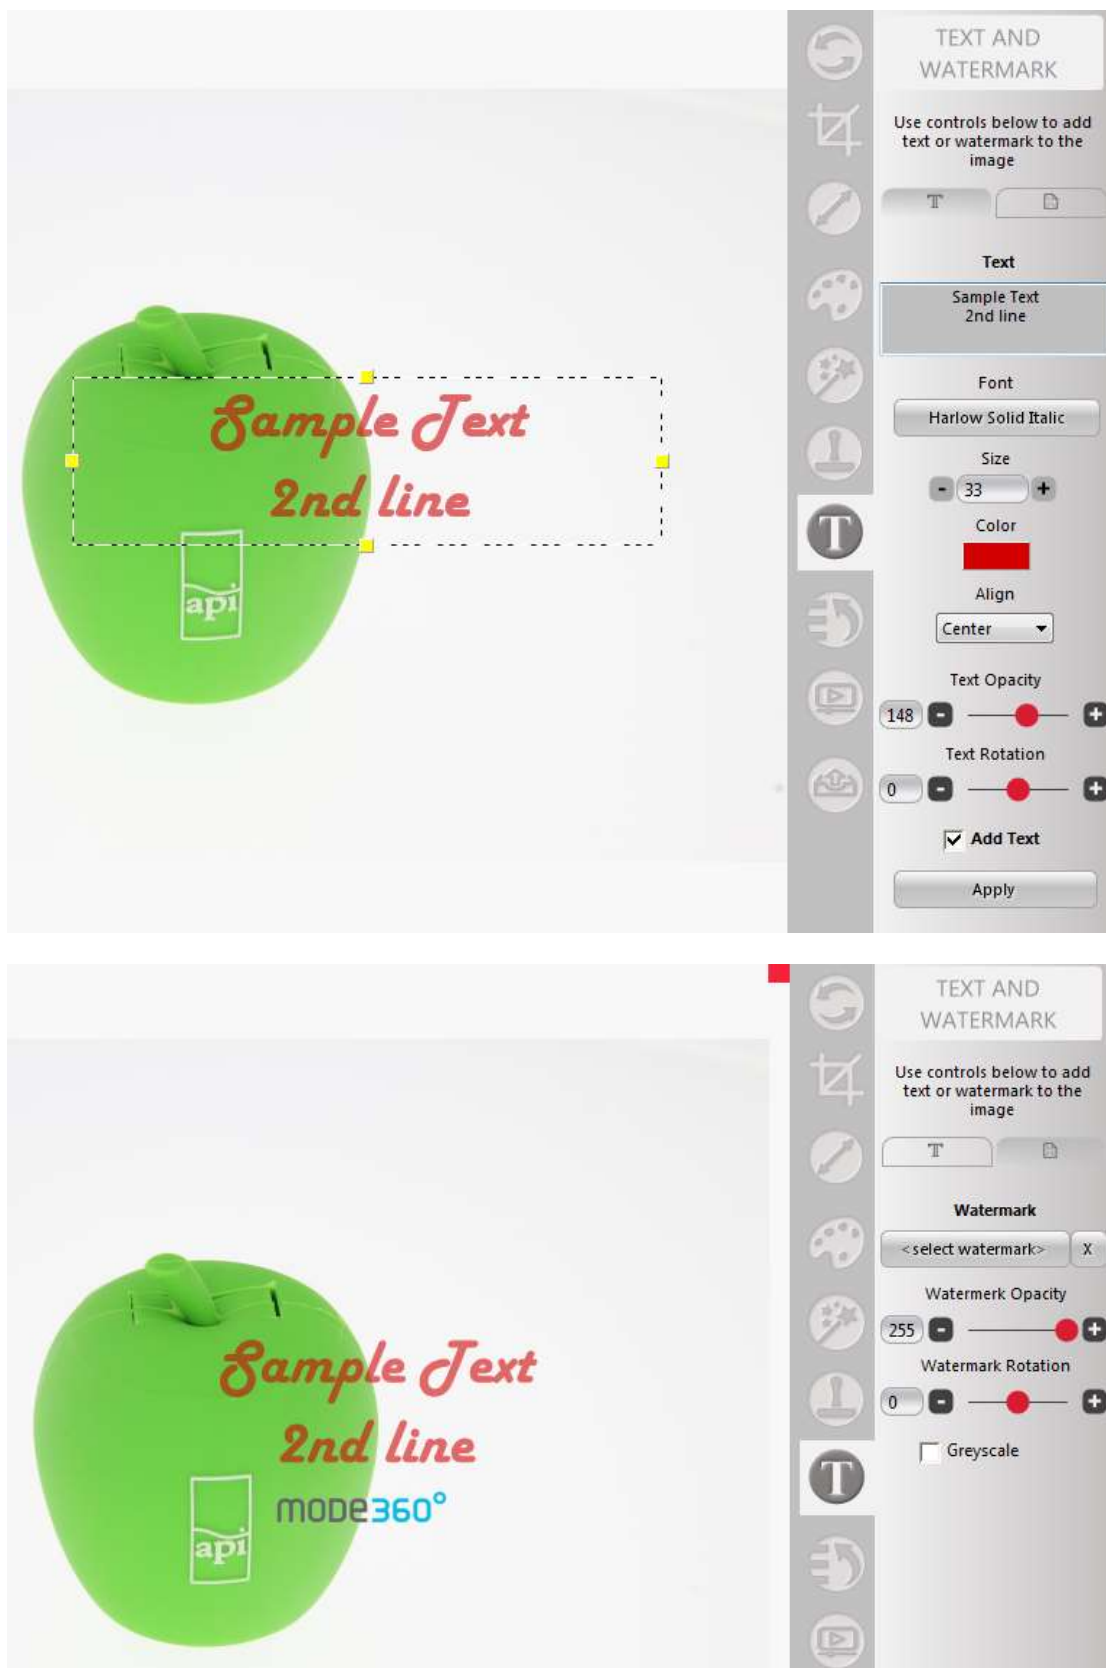 TEXT AND
WATERMARK
Use controls below to add
text or watermark to the
image
T
Text
Sample Text
2nd line
Font
Harlow Solid Italic
Size
- 33 +
Color
Align
Center
Text Opacity
148 - +
Text Rotation
0 - +
Add Text
Apply
Sample Text
2nd line
api
T
TEXT AND
WATERMARK
Use controls below to add
text or watermark to the
image
T
Watermark
<select watermark> X
Watermerk Opacity
255 - +
Watermark Rotation
0 - +
Greyscale
Sample Text
2nd line
mode360°
api
T